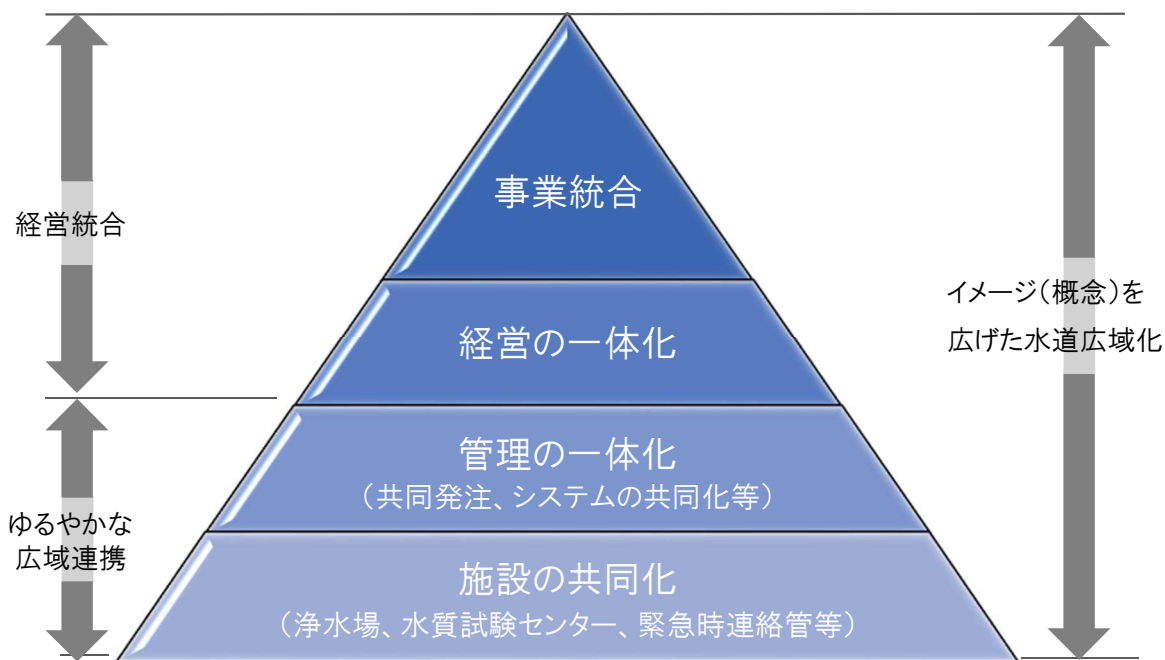 事業統合
経営統合
経営の一体化
イメージ(概念)を
広げた水道広域化
管理の一体化
(共同発注、システムの共同化等)
ゆるやかな
広域連携
施設の共同化
(浄水場、水質試験センター、緊急時連絡管等)